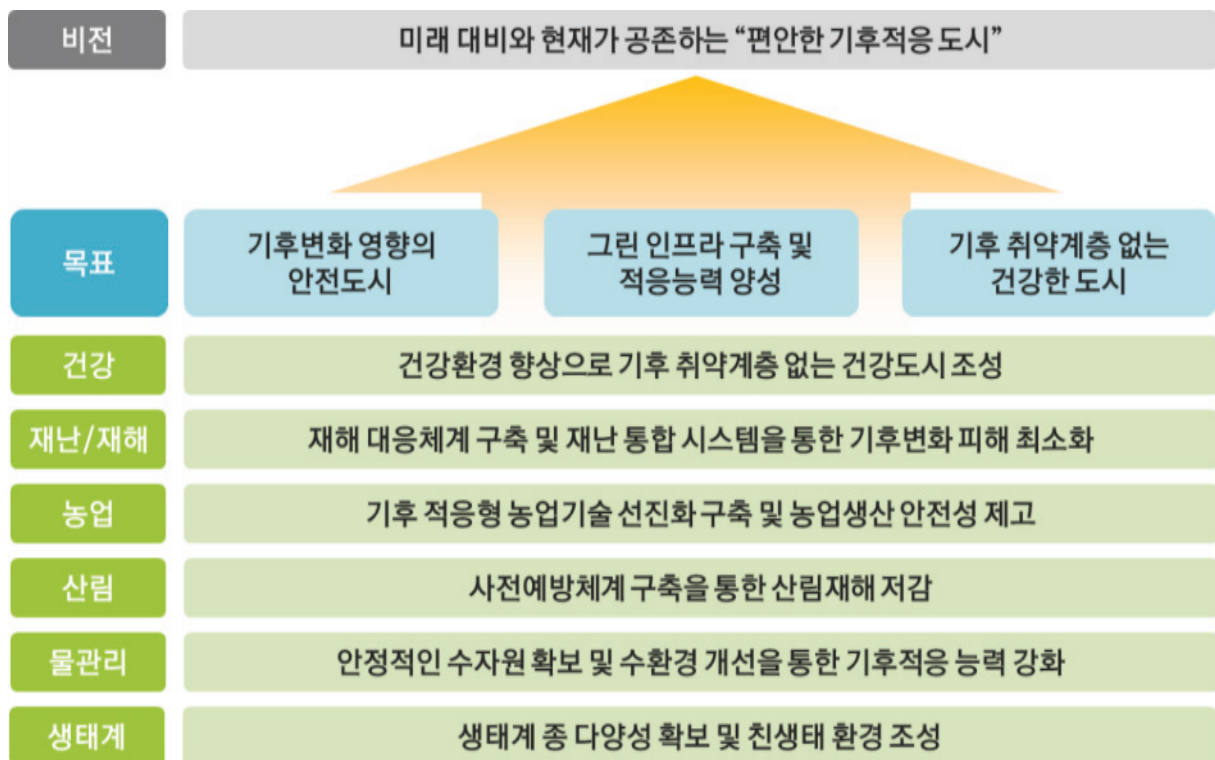 비전
미래 대비와 현재가 공존하는 “편안한 기후적응 도시”
목표
기후변화 영향의
안전도시
그린 인프라 구축 및
적응능력 양성
기후 취약계층 없는
건강한 도시
건강
건강환경 향상으로 기후 취약계층 없는 건강도시 조성
재난/재해
재해 대응체계 구축 및 재난 통합 시스템을 통한 기후변화 피해 최소화
농업
기후 적응형 농업기술 선진화 구축 및 농업생산 안전성 제고
산림
사전예방체계 구축을 통한 산림재해 저감
물관리
안정적인 수자원 확보 및 수환경 개선을 통한 기후적응 능력 강화
생태계
생태계 종 다양성 확보 및 친생태 환경 조성